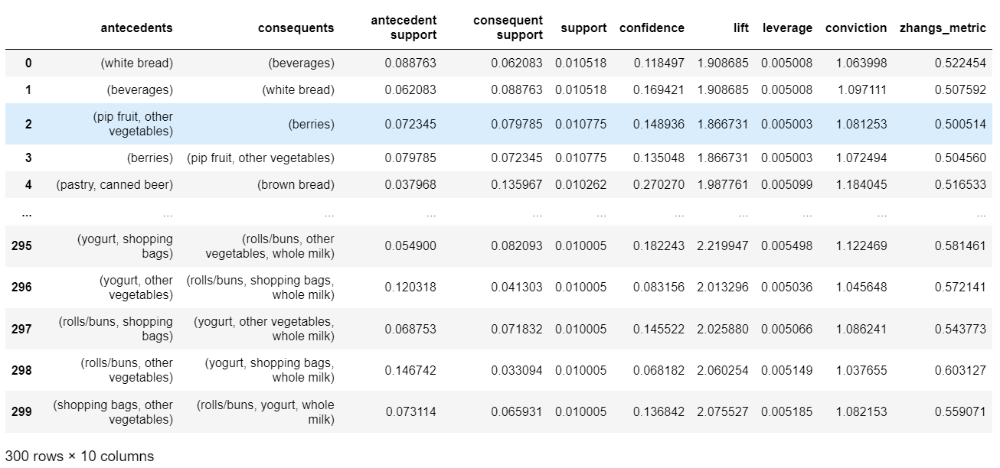 antecedents consequents antecedent support consequent support support confidence lift leverage conviction zhangs_metric
0 (white bread) (beverages) 0.088763 0.062083 0.010518 0.118497 1.908685 0.005008 1.063998 0.522454
1 (beverages) (white bread) 0.062083 0.088763 0.010518 0.169421 1.908685 0.005008 1.097111 0.507592
2 (pip fruit, other vegetables) (berries) 0.072345 0.079785 0.010775 0.148936 1.866731 0.005003 1.081253 0.500514
3 (berries) (pip fruit, other vegetables) 0.079785 0.072345 0.010775 0.135048 1.866731 0.005003 1.072494 0.504560
4 (pastry, canned beer) (brown bread) 0.037968 0.135967 0.010262 0.270270 1.987761 0.005099 1.184045 0.516533
... ... ... ... ... ... ... ... ... ... ...
295 (yogurt, shopping bags) (rolls/buns, other vegetables, whole milk) 0.054900 0.082093 0.010005 0.182243 2.219947 0.005498 1.122469 0.581461
296 (yogurt, other vegetables) (rolls/buns, shopping bags, whole milk) 0.120318 0.041303 0.010005 0.083156 2.013296 0.005036 1.045648 0.572141
297 (rolls/buns, shopping bags) (yogurt, other vegetables, whole milk) 0.068753 0.071832 0.010005 0.145522 2.025880 0.005066 1.086241 0.543773
298 (rolls/buns, other vegetables) (yogurt, shopping bags, whole milk) 0.146742 0.033094 0.010005 0.068182 2.060254 0.005149 1.037655 0.603127
299 (shopping bags, other vegetables) (rolls/buns, yogurt, whole milk) 0.073114 0.065931 0.010005 0.136842 2.075527 0.005185 1.082153 0.559071
300 rows × 10 columns